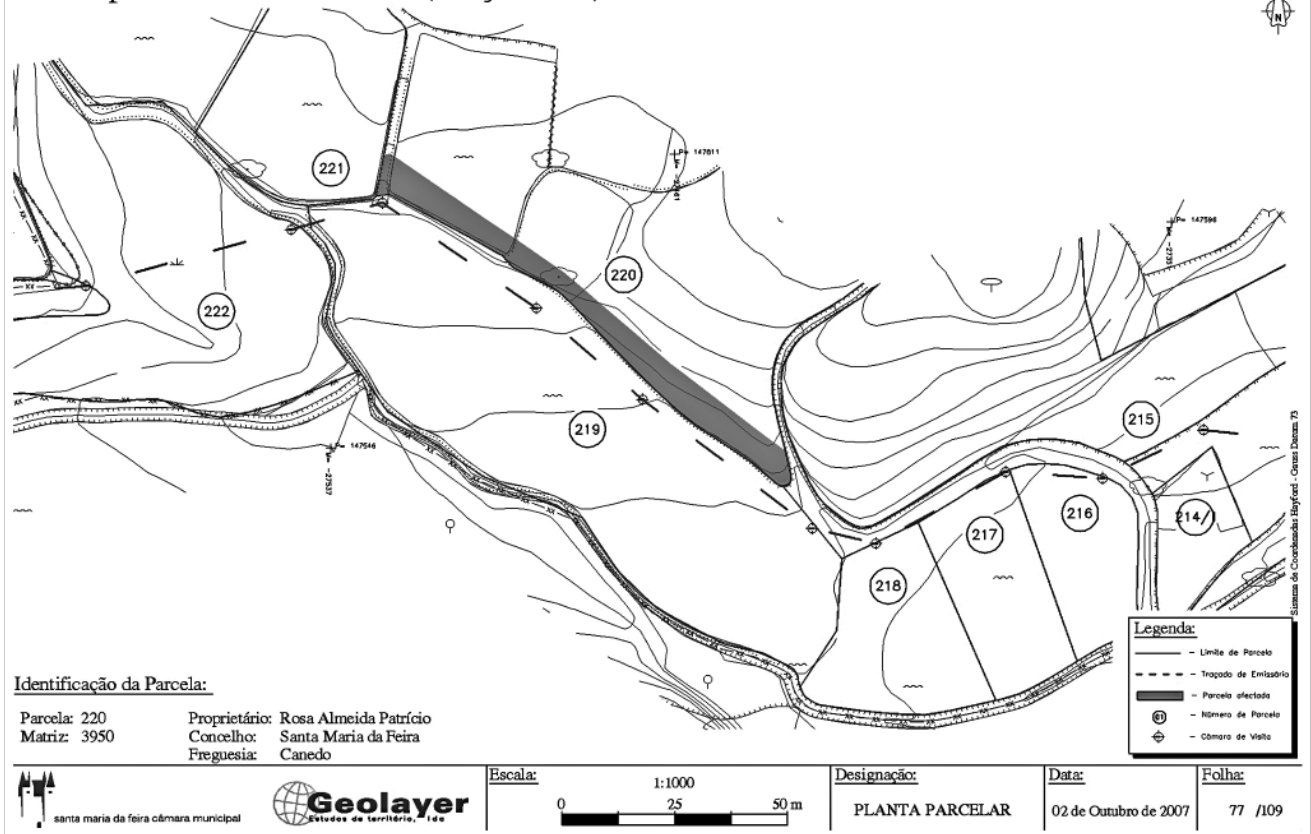 N
221
P= 147611
P= 147596
220
222
215
219
P= 147546
-27537
216
214/I
217
218
Sistema de Coordenadas Hayford - Gauss Datum 73
Legenda:
- Limite de Parcela
- Traçado de Emissário
- Parcela afectada
61 - Número de Parcela
- Câmara de Visita
Identificação da Parcela:
Parcela: 220 Proprietário: Rosa Almeida Patrício
Matriz: 3950 Concelho: Santa Maria da Feira
Freguesia: Canedo
santa maria da feira câmara municipal
Geolayer
Estudos de território, lda
Escala:
1:1000
0 25 50 m
Designação:
PLANTA PARCELAR
Data:
02 de Outubro de 2007
Folha:
77 /109